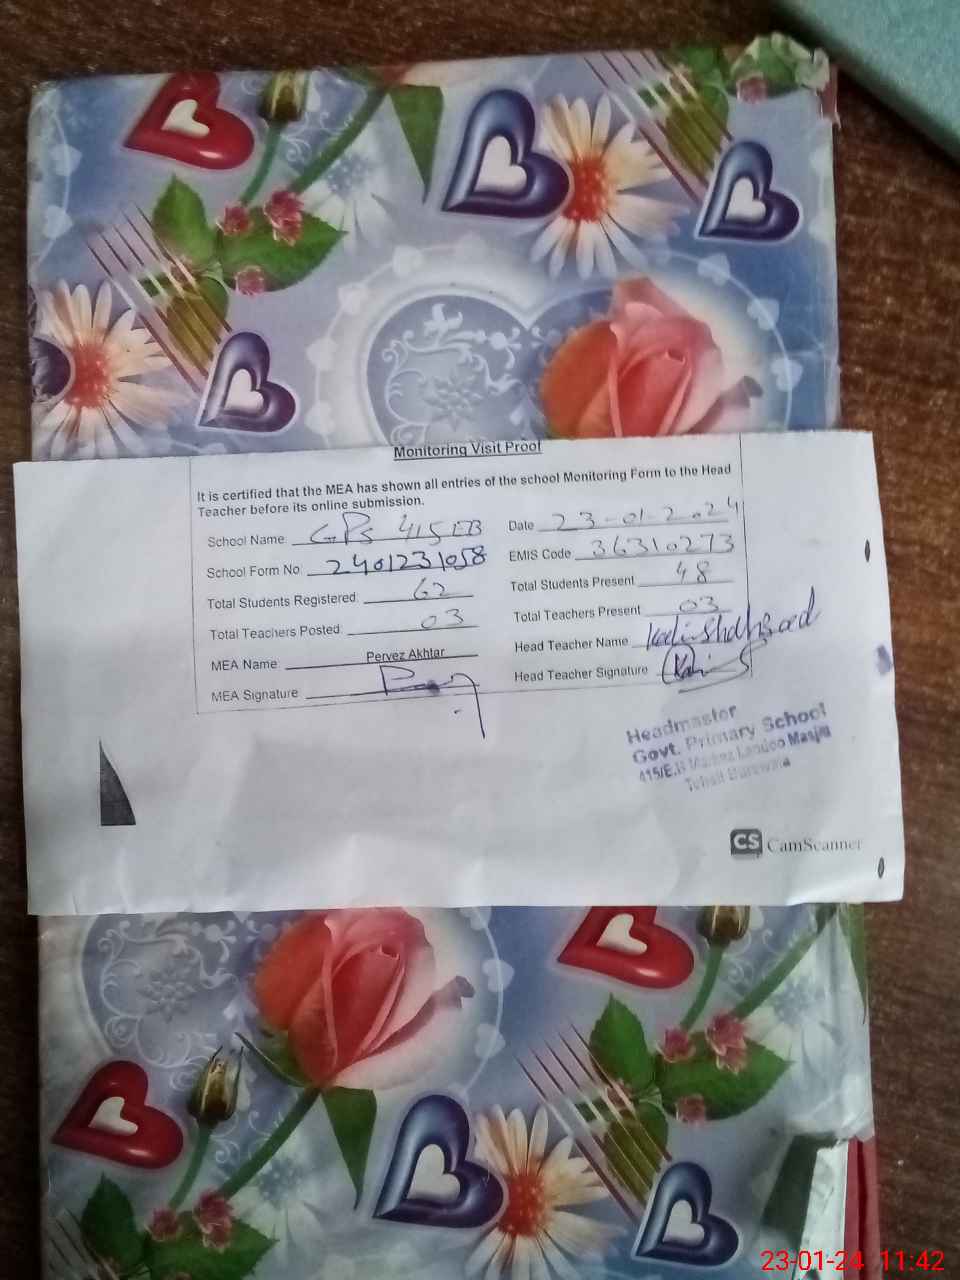 Monitoring Visit Proof
It is certified that the MEA has shown all entries of the school Monitoring Form to the Head
Teacher before its online submission.
School Name GPS 415 EB
Date 23-01-2024
School Form No 2401231058
EMIS Code 36310273
Total Students Registered 62
Total Students Present 48
Total Teachers Posted 03
Total Teachers Present 03
MEA Name Pervez Akhtar
Head Teacher Name
MEA Signature
Head Teacher Signature
Headmaster
Govt. Primary School
415/E.B Markaz Masjid
Tehsil Burewala
CS CamScanner
23-01-24 11:42